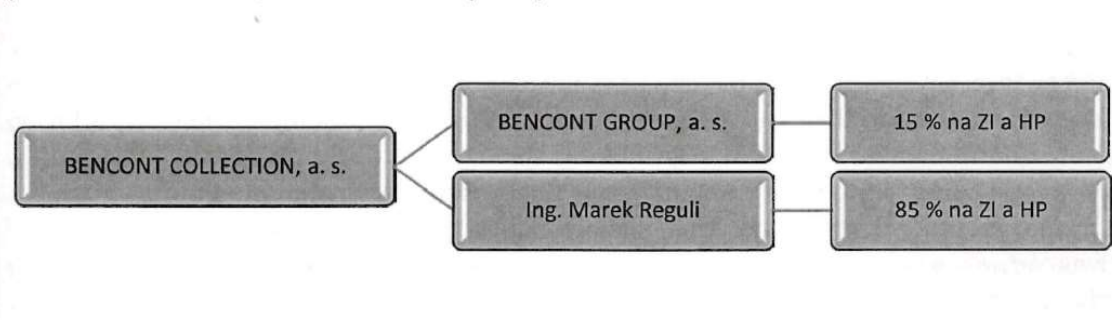 BENCONT COLLECTION, a. s.
BENCONT GROUP, a. s.
15 % na ZI a HP
Ing. Marek Reguli
85 % na ZI a HP